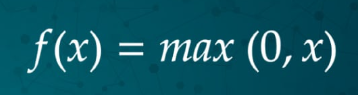 f(x) = max (0, x)